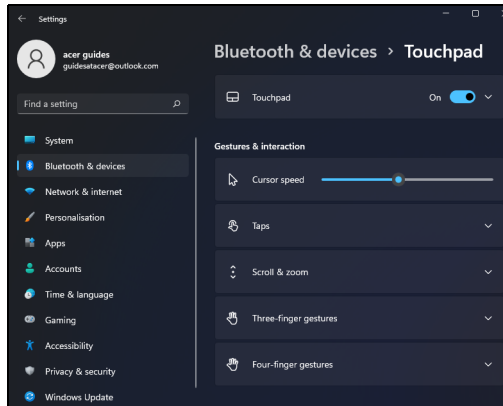 Settings
acer guides
guidesatacer@outlook.com
Find a setting
System
Bluetooth & devices
Network & internet
Personalisation
Apps
Accounts
Time & language
Gaming
Accessibility
Privacy & security
Windows Update
Bluetooth & devices > Touchpad
Touchpad On
Gestures & interaction
Cursor speed
Taps
Scroll & zoom
Three-finger gestures
Four-finger gestures